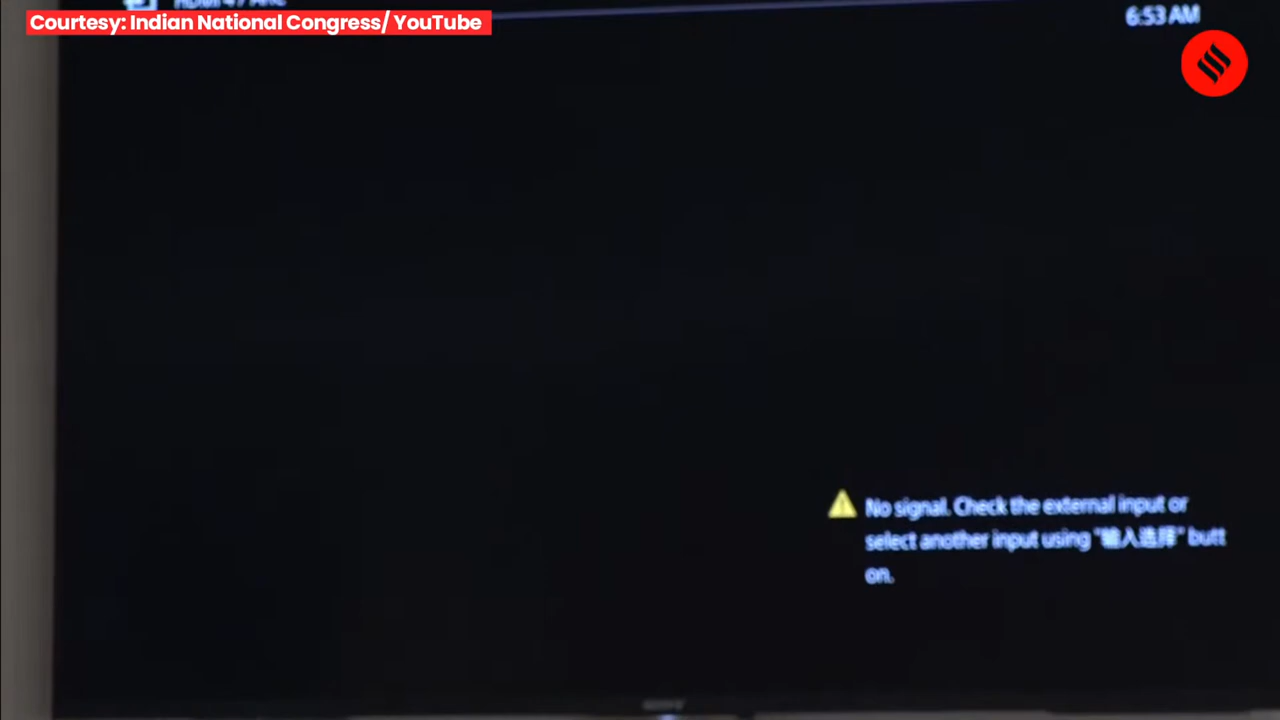 Courtesy: Indian National Congress/ YouTube
6:53 AM
No signal. Check the external input or
select another input using "输入选择" butt
on.